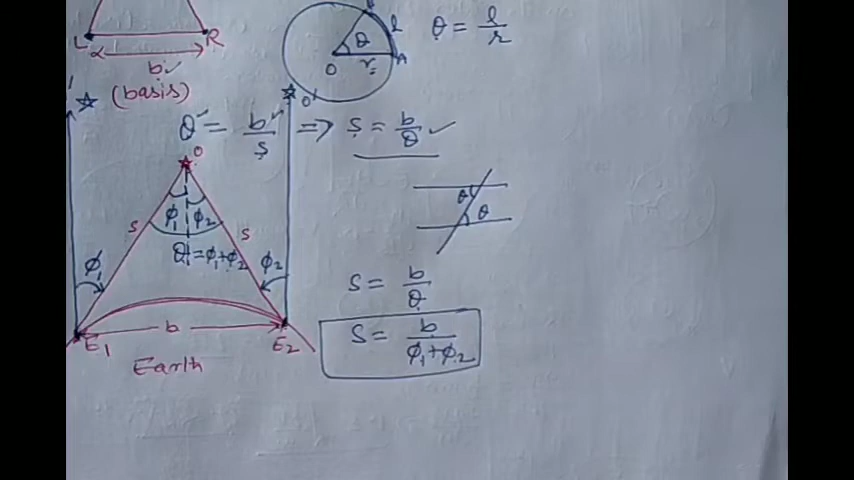 L R
b
(basis)
θ l
O r A
θ = l/r
O'
θ = b/s => s = b/θ
O
ϕ1 ϕ2
s s
θ = ϕ1+ϕ2
ϕ1 ϕ2
θ
θ
s = b/θ
s = b/ϕ1+ϕ2
b
E1 E2
Earth